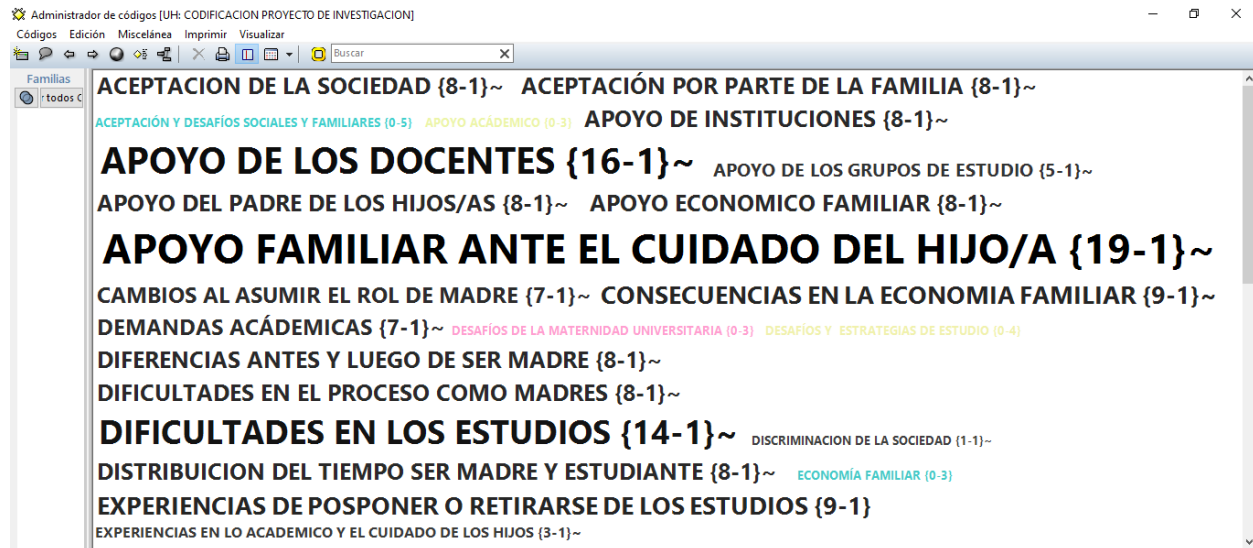 Administrador de códigos [UH: CODIFICACION PROYECTO DE INVESTIGACION]
Códigos Edición Miscelánea Imprimir Visualizar
Buscar
Familias
todos C
ACEPTACION DE LA SOCIEDAD {8-1}~ ACEPTACIÓN POR PARTE DE LA FAMILIA {8-1}~
ACEPTACIÓN Y DESAFÍOS SOCIALES Y FAMILIARES {0-5} APOYO ACÁDEMICO {0-3} APOYO DE INSTITUCIONES {8-1}~
APOYO DE LOS DOCENTES {16-1}~ APOYO DE LOS GRUPOS DE ESTUDIO {5-1}~
APOYO DEL PADRE DE LOS HIJOS/AS {8-1}~ APOYO ECONOMICO FAMILIAR {8-1}~
APOYO FAMILIAR ANTE EL CUIDADO DEL HIJO/A {19-1}~
CAMBIOS AL ASUMIR EL ROL DE MADRE {7-1}~ CONSECUENCIAS EN LA ECONOMIA FAMILIAR {9-1}~
DEMANDAS ACÁDEMICAS {7-1}~ DESAFÍOS DE LA MATERNIDAD UNIVERSITARIA {0-3} DESAFÍOS Y ESTRATEGIAS DE ESTUDIO {0-4}
DIFERENCIAS ANTES Y LUEGO DE SER MADRE {8-1}~
DIFICULTADES EN EL PROCESO COMO MADRES {8-1}~
DIFICULTADES EN LOS ESTUDIOS {14-1}~ DISCRIMINACION DE LA SOCIEDAD {1-1}~
DISTRIBUICION DEL TIEMPO SER MADRE Y ESTUDIANTE {8-1}~ ECONOMÍA FAMILIAR {0-3}
EXPERIENCIAS DE POSPONER O RETIRARSE DE LOS ESTUDIOS {9-1}
EXPERIENCIAS EN LO ACADEMICO Y EL CUIDADO DE LOS HIJOS {3-1}~